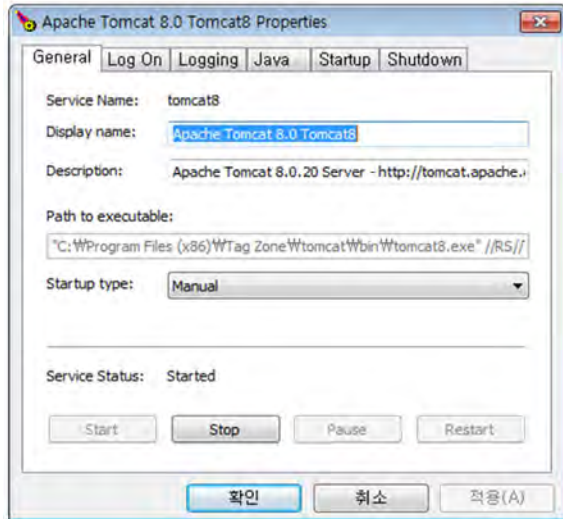 Apache Tomcat 8.0 Tomcat8 Properties
General Log On Logging Java Startup Shutdown
Service Name: tomcat8
Display name: Apache Tomcat 8.0 Tomcat8
Description: Apache Tomcat 8.0.20 Server - http://tomcat.apache.
Path to executable:
"C:₩Program Files (x86)₩Tag Zone₩tomcat₩bin₩tomcat8.exe" //RS//
Startup type: Manual
Service Status: Started
Start Stop Pause Restart
확인 취소 적용(A)